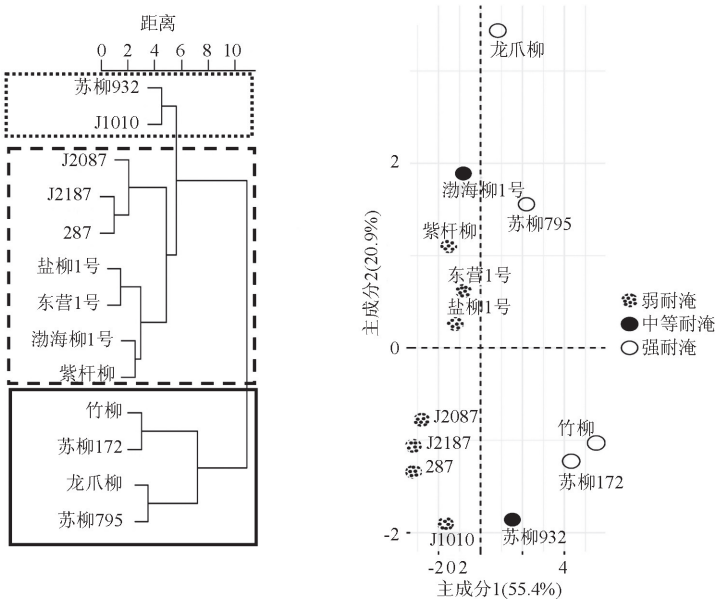 距离
0 2 4 6 8 10
苏柳932
J1010
J2087
J2187
287
盐柳1号
东营1号
渤海柳1号
紫杆柳
竹柳
苏柳172
龙爪柳
苏柳795
龙爪柳
2
渤海柳1号
苏柳795
紫杆柳
东营1号
盐柳1号
主成分2(20.9%)
0
J2087
J2187
287
竹柳
苏柳172
-2
J1010
苏柳932
-2 0 2 4
主成分1(55.4%)
弱耐淹
中等耐淹
强耐淹